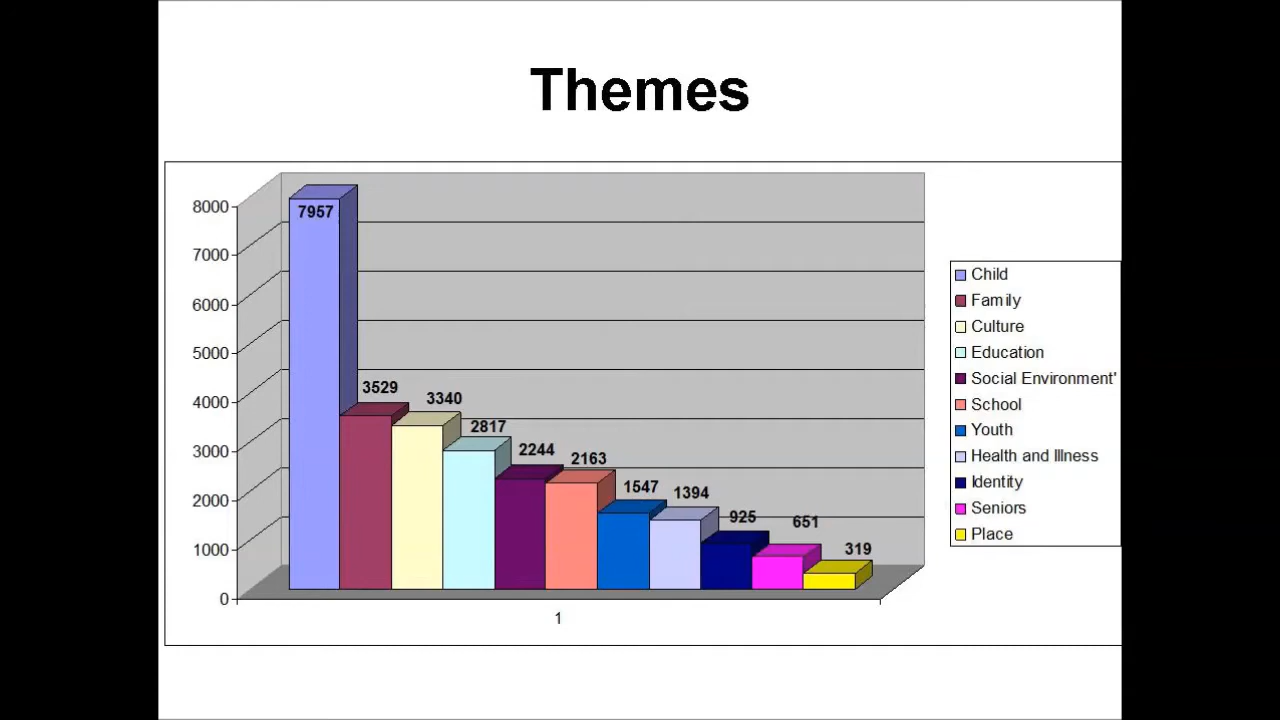 Themes
8000
7000
6000
5000
4000
3000
2000
1000
0
7957
3529
3340
2817
2244
2163
1547
1394
925
651
319
1
Child
Family
Culture
Education
Social Environment'
School
Youth
Health and Illness
Identity
Seniors
Place